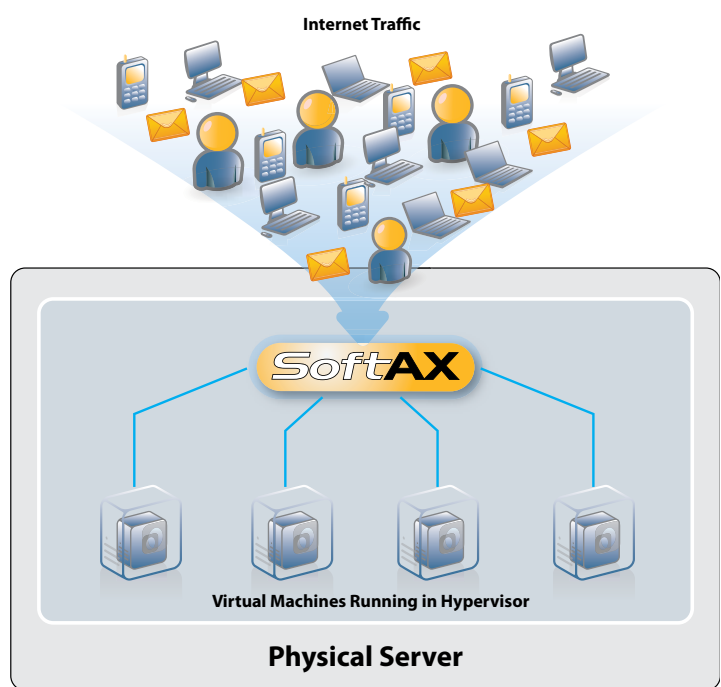 Internet Traffic
SoftAX
Virtual Machines Running in Hypervisor
Physical Server